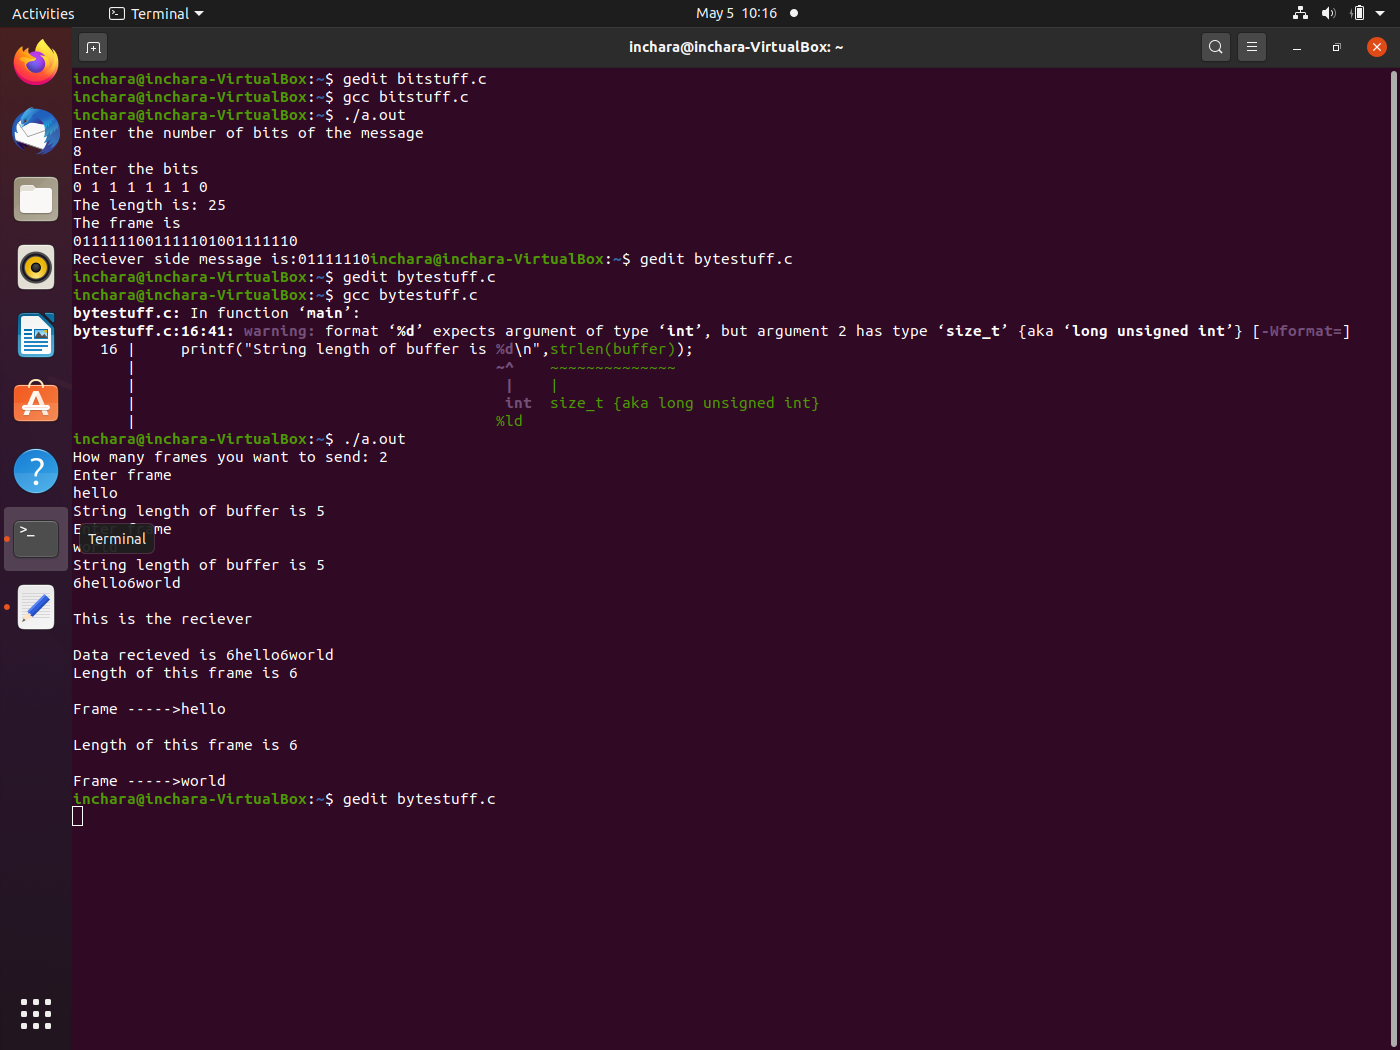 Activities
Terminal
May 5 10:16
inchara@inchara-VirtualBox: ~
inchara@inchara-VirtualBox:~$ gedit bitstuff.c
inchara@inchara-VirtualBox:~$ gcc bitstuff.c
inchara@inchara-VirtualBox:~$ ./a.out
Enter the number of bits of the message
8
Enter the bits
0 1 1 1 1 1 1 0
The length is: 25
The frame is
0111111001111101001111110
Reciever side message is:01111110inchara@inchara-VirtualBox:~$ gedit bytestuff.c
inchara@inchara-VirtualBox:~$ gedit bytestuff.c
inchara@inchara-VirtualBox:~$ gcc bytestuff.c
bytestuff.c: In function ‘main’:
bytestuff.c:16:41: warning: format ‘%d’ expects argument of type ‘int’, but argument 2 has type ‘size_t’ {aka ‘long unsigned int’} [-Wformat=]
   16 |     printf("String length of buffer is %d\n",strlen(buffer));
      |                                        ~^    ~~~~~~~~~~~~~~
      |                                         |    |
      |                                         int  size_t {aka long unsigned int}
      |                                        %ld
inchara@inchara-VirtualBox:~$ ./a.out
How many frames you want to send: 2
Enter frame
hello
String length of buffer is 5
Enter frame
world
Terminal
String length of buffer is 5
6hello6world
This is the reciever
Data recieved is 6hello6world
Length of this frame is 6
Frame ----->hello
Length of this frame is 6
Frame ----->world
inchara@inchara-VirtualBox:~$ gedit bytestuff.c